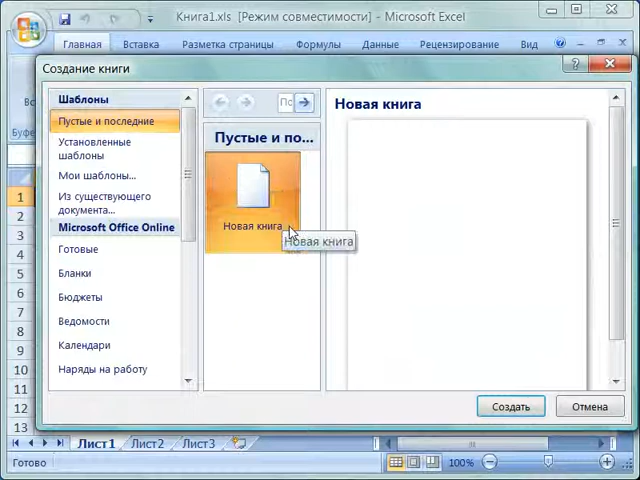 Книга1.xls [Режим совместимости] - Microsoft Excel
Главная Вставка Разметка страницы Формулы Данные Рецензирование Вид
Создание книги
Шаблоны
Пустые и последние
Установленные
шаблоны
Мои шаблоны...
Из существующего
документа...
Microsoft Office Online
Готовые
Бланки
Бюджеты
Ведомости
Календари
Наряды на работу
Пустые и по...
Новая книга
Новая книга
Новая книга
Создать
Отмена
Вс
Буфе
1
2
3
4
5
6
7
8
9
10
11
12
13
Лист1 Лист2 Лист3
Готово
100%